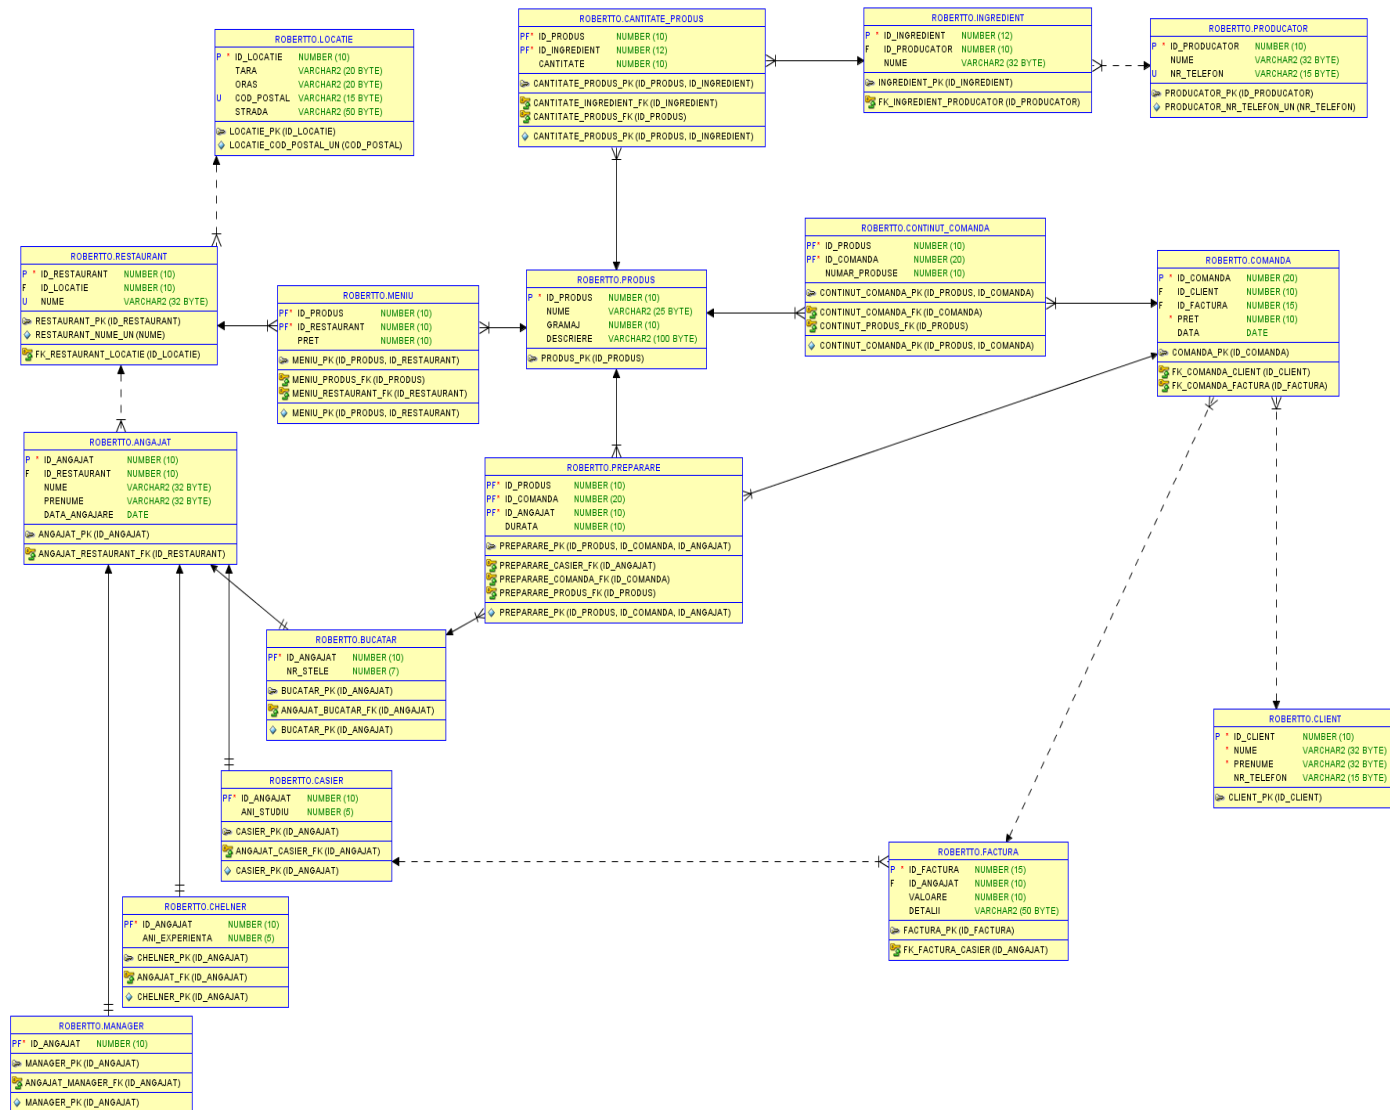 ROBERTTO.LOCATIE
P * ID_LOCATIE NUMBER (10)
TARA VARCHAR2 (20 BYTE)
ORAS VARCHAR2 (20 BYTE)
U COD_POSTAL VARCHAR2 (15 BYTE)
STRADA VARCHAR2 (50 BYTE)
LOCATIE_PK (ID_LOCATIE)
LOCATIE_COD_POSTAL_UN (COD_POSTAL)
ROBERTTO.CANTITATE_PRODUS
PF* ID_PRODUS NUMBER (10)
PF* ID_INGREDIENT NUMBER (12)
CANTITATE NUMBER (10)
CANTITATE_PRODUS_PK (ID_PRODUS, ID_INGREDIENT)
CANTITATE_INGREDIENT_FK (ID_INGREDIENT)
CANTITATE_PRODUS_FK (ID_PRODUS)
CANTITATE_PRODUS_PK (ID_PRODUS, ID_INGREDIENT)
ROBERTTO.INGREDIENT
P * ID_INGREDIENT NUMBER (12)
F ID_PRODUCATOR NUMBER (10)
NUME VARCHAR2 (32 BYTE)
INGREDIENT_PK (ID_INGREDIENT)
FK_INGREDIENT_PRODUCATOR (ID_PRODUCATOR)
ROBERTTO.PRODUCATOR
P * ID_PRODUCATOR NUMBER (10)
NUME VARCHAR2 (32 BYTE)
U NR_TELEFON VARCHAR2 (15 BYTE)
PRODUCATOR_PK (ID_PRODUCATOR)
PRODUCATOR_NR_TELEFON_UN (NR_TELEFON)
ROBERTTO.RESTAURANT
P * ID_RESTAURANT NUMBER (10)
F ID_LOCATIE NUMBER (10)
U NUME VARCHAR2 (32 BYTE)
RESTAURANT_PK (ID_RESTAURANT)
RESTAURANT_NUME_UN (NUME)
FK_RESTAURANT_LOCATIE (ID_LOCATIE)
ROBERTTO.MENIU
PF* ID_PRODUS NUMBER (10)
PF* ID_RESTAURANT NUMBER (10)
PRET NUMBER (10)
MENIU_PK (ID_PRODUS, ID_RESTAURANT)
MENIU_PRODUS_FK (ID_PRODUS)
MENIU_RESTAURANT_FK (ID_RESTAURANT)
MENIU_PK (ID_PRODUS, ID_RESTAURANT)
ROBERTTO.PRODUS
P * ID_PRODUS NUMBER (10)
NUME VARCHAR2 (25 BYTE)
GRAMAJ NUMBER (10)
DESCRIERE VARCHAR2 (100 BYTE)
PRODUS_PK (ID_PRODUS)
ROBERTTO.CONTINUT_COMANDA
PF* ID_PRODUS NUMBER (10)
PF* ID_COMANDA NUMBER (20)
NUMAR_PRODUSE NUMBER (10)
CONTINUT_COMANDA_PK (ID_PRODUS, ID_COMANDA)
CONTINUT_COMANDA_FK (ID_COMANDA)
CONTINUT_PRODUS_FK (ID_PRODUS)
CONTINUT_COMANDA_PK (ID_PRODUS, ID_COMANDA)
ROBERTTO.COMANDA
P * ID_COMANDA NUMBER (20)
F ID_CLIENT NUMBER (10)
F ID_FACTURA NUMBER (15)
* PRET NUMBER (10)
DATA DATE
COMANDA_PK (ID_COMANDA)
FK_COMANDA_CLIENT (ID_CLIENT)
FK_COMANDA_FACTURA (ID_FACTURA)
ROBERTTO.ANGAJAT
P * ID_ANGAJAT NUMBER (10)
F ID_RESTAURANT NUMBER (10)
NUME VARCHAR2 (32 BYTE)
PRENUME VARCHAR2 (32 BYTE)
DATA_ANGAJARE DATE
ANGAJAT_PK (ID_ANGAJAT)
ANGAJAT_RESTAURANT_FK (ID_RESTAURANT)
ROBERTTO.PREPARARE
PF* ID_PRODUS NUMBER (10)
PF* ID_COMANDA NUMBER (20)
PF* ID_ANGAJAT NUMBER (10)
DURATA NUMBER (10)
PREPARARE_PK (ID_PRODUS, ID_COMANDA, ID_ANGAJAT)
PREPARARE_CASIER_FK (ID_ANGAJAT)
PREPARARE_COMANDA_FK (ID_COMANDA)
PREPARARE_PRODUS_FK (ID_PRODUS)
PREPARARE_PK (ID_PRODUS, ID_COMANDA, ID_ANGAJAT)
ROBERTTO.BUCATAR
PF* ID_ANGAJAT NUMBER (10)
NR_STELE NUMBER (7)
BUCATAR_PK (ID_ANGAJAT)
ANGAJAT_BUCATAR_FK (ID_ANGAJAT)
BUCATAR_PK (ID_ANGAJAT)
ROBERTTO.CLIENT
P * ID_CLIENT NUMBER (10)
* NUME VARCHAR2 (32 BYTE)
* PRENUME VARCHAR2 (32 BYTE)
NR_TELEFON VARCHAR2 (15 BYTE)
CLIENT_PK (ID_CLIENT)
ROBERTTO.CASIER
PF* ID_ANGAJAT NUMBER (10)
ANI_STUDIU NUMBER (5)
CASIER_PK (ID_ANGAJAT)
ANGAJAT_CASIER_FK (ID_ANGAJAT)
CASIER_PK (ID_ANGAJAT)
ROBERTTO.FACTURA
P * ID_FACTURA NUMBER (15)
F ID_ANGAJAT NUMBER (10)
VALOARE NUMBER (10)
DETALII VARCHAR2 (50 BYTE)
FACTURA_PK (ID_FACTURA)
FK_FACTURA_CASIER (ID_ANGAJAT)
ROBERTTO.CHELNER
PF* ID_ANGAJAT NUMBER (10)
ANI_EXPERIENTA NUMBER (5)
CHELNER_PK (ID_ANGAJAT)
ANGAJAT_FK (ID_ANGAJAT)
CHELNER_PK (ID_ANGAJAT)
ROBERTTO.MANAGER
PF* ID_ANGAJAT NUMBER (10)
MANAGER_PK (ID_ANGAJAT)
ANGAJAT_MANAGER_FK (ID_ANGAJAT)
MANAGER_PK (ID_ANGAJAT)